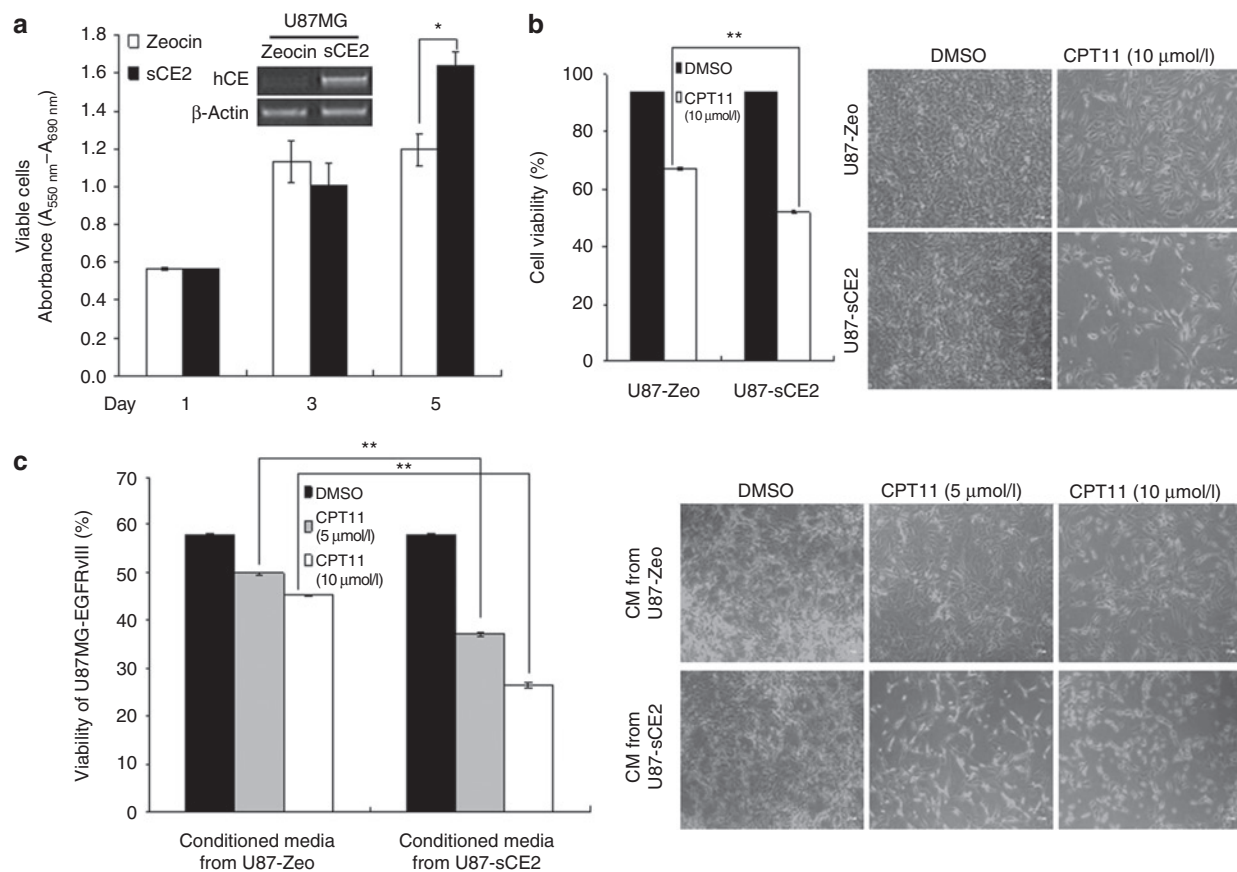 a
Zeocin
sCE2
U87MG
Zeocin sCE2
hCE
β-Actin
*
Viable cells
Aborbance (A550 nm–A690 nm)
1.8
1.6
1.4
1.2
1.0
0.8
0.6
0.4
0.2
0.0
Day 1 3 5
b
**
DMSO
CPT11
(10 μmol/l)
Cell viability (%)
100
80
60
40
20
0
U87-Zeo U87-sCE2
DMSO CPT11 (10 μmol/l)
U87-Zeo
U87-sCE2
c
**
**
DMSO
CPT11
(5 μmol/l)
CPT11
(10 μmol/l)
Viability of U87MG-EGFRvIII (%)
70
60
50
40
30
20
10
0
Conditioned media
from U87-Zeo
Conditioned media
from U87-sCE2
DMSO CPT11 (5 μmol/l) CPT11 (10 μmol/l)
CM from
U87-Zeo
CM from
U87-sCE2